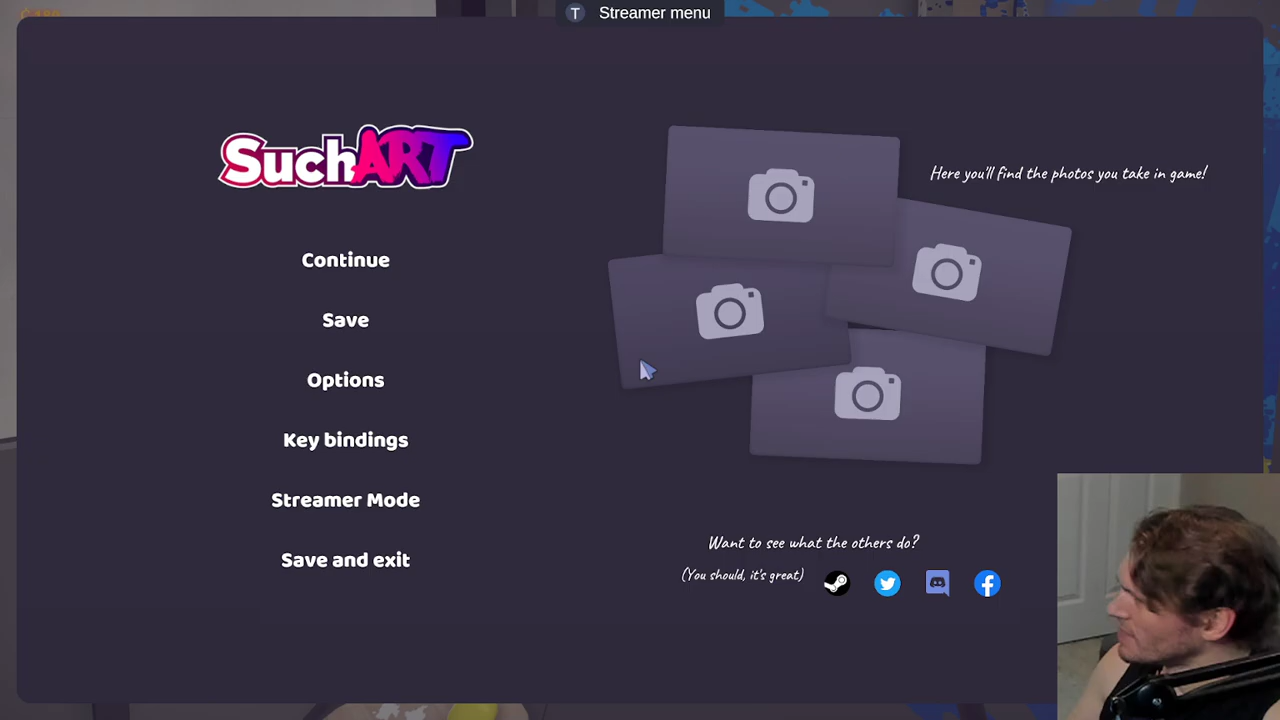 T Streamer menu
SuchART
Here you'll find the photos you take in game!
Continue
Save
Options
Key bindings
Streamer Mode
Save and exit
Want to see what the others do?
(You should, it's great)